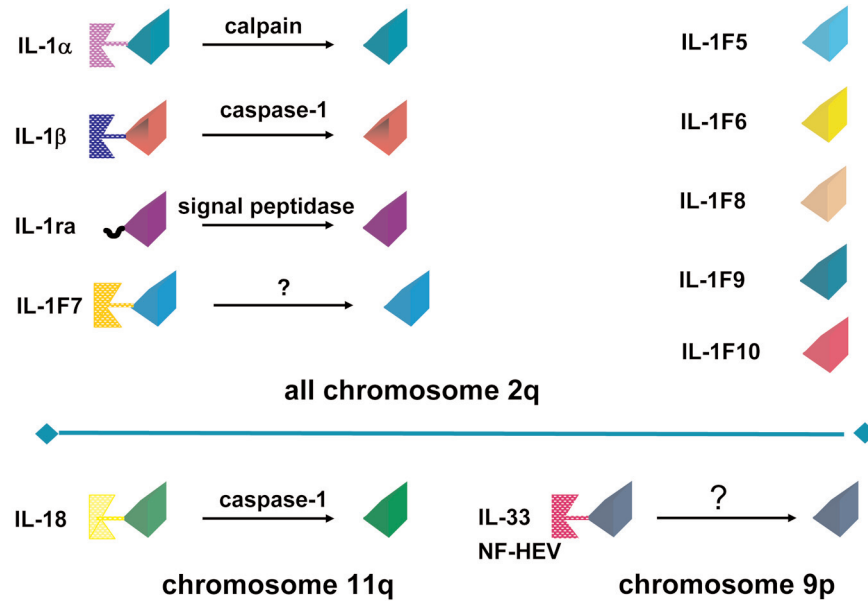 IL-1α
calpain
IL-1β
caspase-1
IL-1ra
signal peptidase
IL-1F7
?
IL-1F5
IL-1F6
IL-1F8
IL-1F9
IL-1F10
all chromosome 2q
IL-18
caspase-1
IL-33
NF-HEV
?
chromosome 11q
chromosome 9p